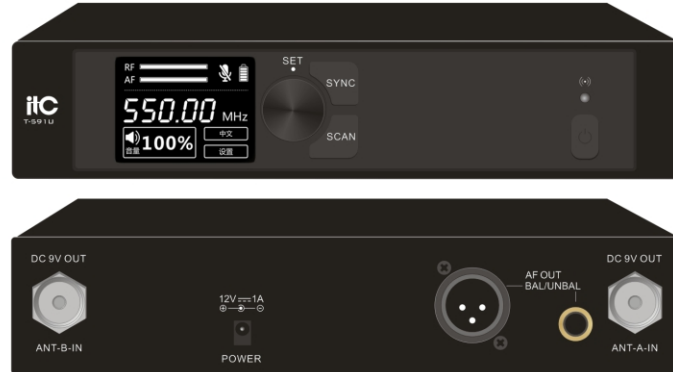 RF
AF
550.00 MHz
音量
100%
中文
设置
SET
SYNC
SCAN
itc
T-591U
DC 9V OUT
ANT-B-IN
12V⎓1A
POWER
AF OUT
BAL/UNBAL
DC 9V OUT
ANT-A-IN